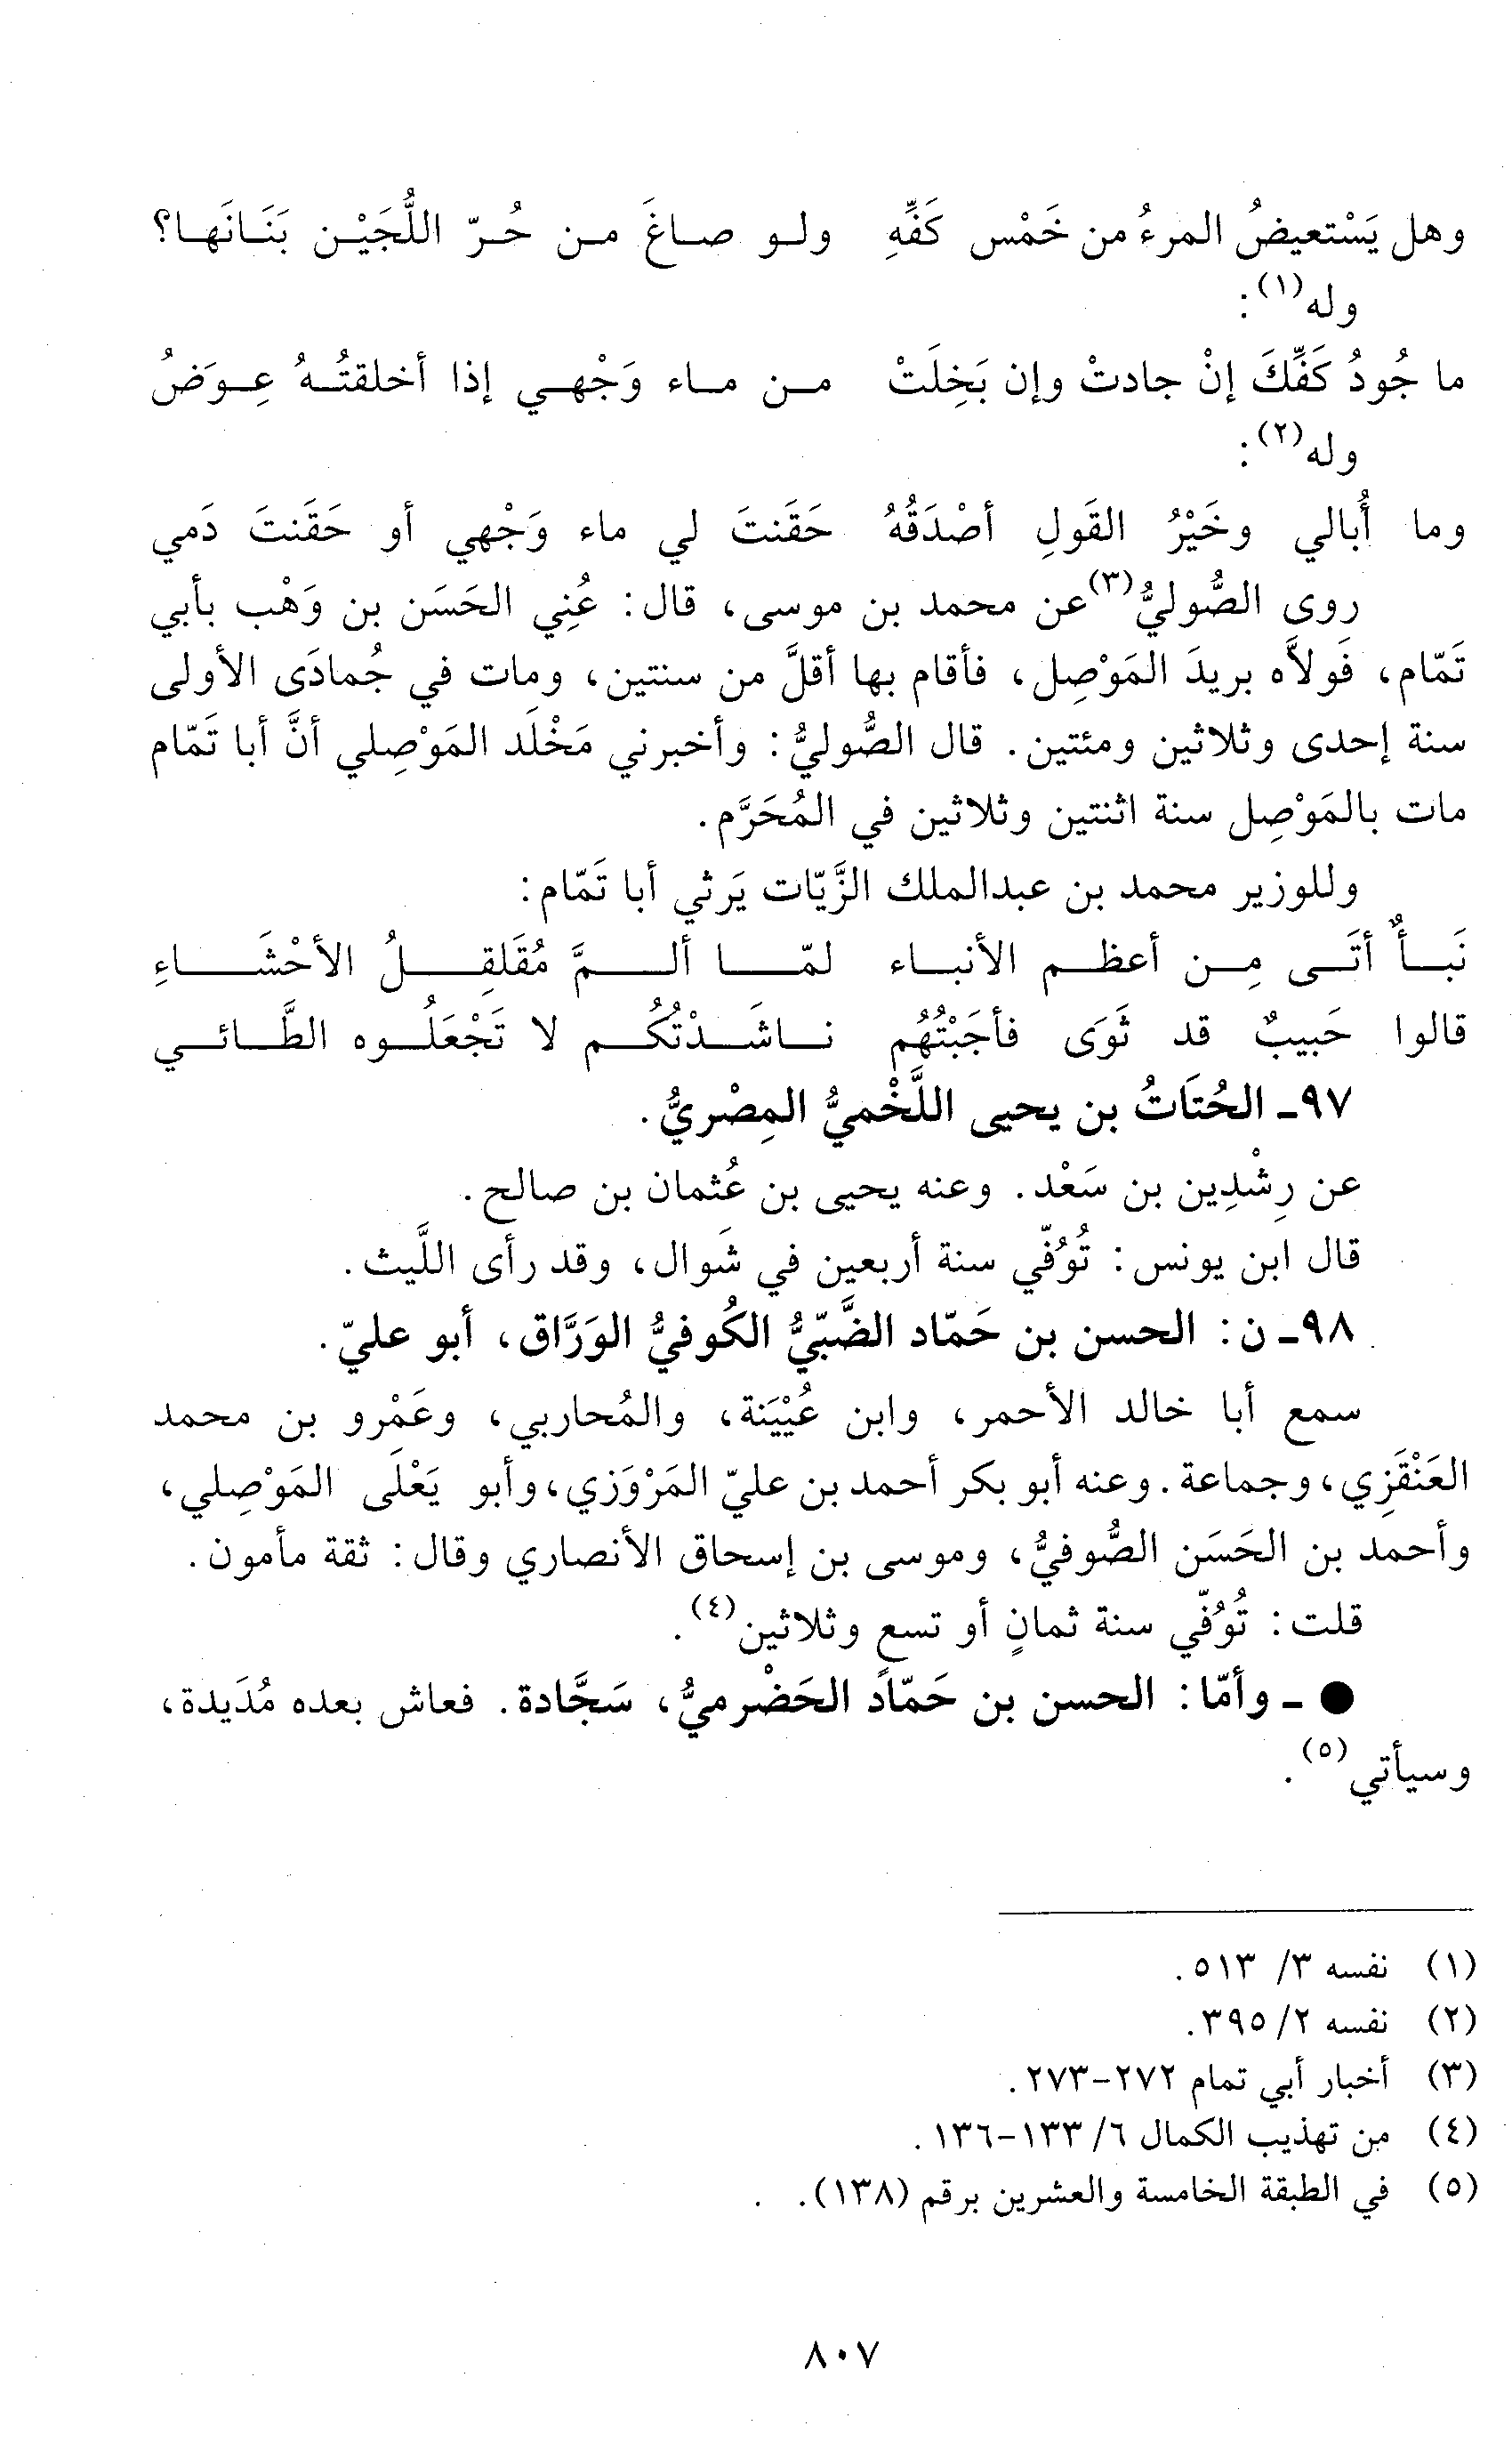 وهل يَسْتعيضُ المرءُ من خَمْس كَفِّهِ ولو صاغَ من حُرّ اللُّجَيْن بَنَانَها؟
وله(١):
ما جُودُ كَفِّكَ إنْ جادتْ وإن بَخِلَتْ من ماء وَجْهي إذا أخلقتُهُ عِوَضُ
وله(٢):
وما أُبالي وخَيْرُ القَولِ أصْدَقُهُ حَقَنتَ لي ماء وَجْهي أو حَقَنتَ دَمي
روى الصُّوليُّ(٣) عن محمد بن موسى، قال: عُنِي الحَسَن بن وَهْب بأبي
تَمّام، فَولاَّه بريدَ المَوْصِل، فأقام بها أقلَّ من سنتين، ومات في جُمادَى الأولى
سنة إحدى وثلاثين ومئتين. قال الصُّوليُّ: وأخبرني مَخْلَد المَوْصِلي أنَّ أبا تَمّام
مات بالمَوْصِل سنة اثنتين وثلاثين في المُحَرَّم.
وللوزير محمد بن عبدالملك الزَّيّات يَرثي أبا تَمّام:
نَبأٌ أتَى مِن أعظم الأنباء لمّا ألمَّ مُقَلقِلُ الأحْشَاءِ
قالوا حَبيبٌ قد ثَوَى فأجَبْتُهُم ناشَدْتُكُم لا تَجْعَلُوه الطَّائي
٩٧- الحُتَاتُ بن يحيى اللَّخْميُّ المِصْريُّ.
عن رِشْدِين بن سَعْد. وعنه يحيى بن عُثمان بن صالح.
قال ابن يونس: تُوُفّي سنة أربعين في شَوال، وقد رأى اللَّيث.
٩٨- ن: الحسن بن حَمّاد الضَّبّيُّ الكُوفيُّ الوَرَّاق، أبو عليّ.
سمع أبا خالد الأحمر، وابن عُيَيْنَة، والمُحاربي، وعَمْرو بن محمد
العَنْقَزِي، وجماعة. وعنه أبو بكر أحمد بن عليّ المَرْوَزي، وأبو يَعْلَى المَوْصِلي،
وأحمد بن الحَسَن الصُّوفيُّ، وموسى بن إسحاق الأنصاري وقال: ثقة مأمون.
قلت: تُوُفّي سنة ثمانٍ أو تسع وثلاثين(٤).
● - وأمّا: الحسن بن حَمّاد الحَضْرميُّ، سَجَّادة. فعاش بعده مُدَيدة،
وسيأتي(٥).
(١) نفسه ٣/ ٥١٣.
(٢) نفسه ٢/ ٣٩٥.
(٣) أخبار أبي تمام ٢٧٢-٢٧٣.
(٤) من تهذيب الكمال ٦/ ١٣٣-١٣٦.
(٥) في الطبقة الخامسة والعشرين برقم (١٣٨).
٨٠٧